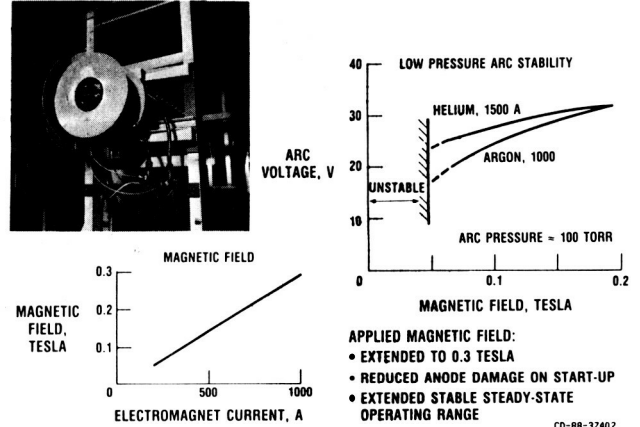 LOW PRESSURE ARC STABILITY
40
30
20
10
0
ARC
VOLTAGE, V
HELIUM, 1500 A
ARGON, 1000
UNSTABLE
ARC PRESSURE = 100 TORR
0.1
0.2
MAGNETIC FIELD, TESLA
MAGNETIC FIELD
0.3
0.2
0.1
MAGNETIC
FIELD,
TESLA
0
500
1000
ELECTROMAGNET CURRENT, A
APPLIED MAGNETIC FIELD:
• EXTENDED TO 0.3 TESLA
• REDUCED ANODE DAMAGE ON START-UP
• EXTENDED STABLE STEADY-STATE
OPERATING RANGE
CD-88-37402